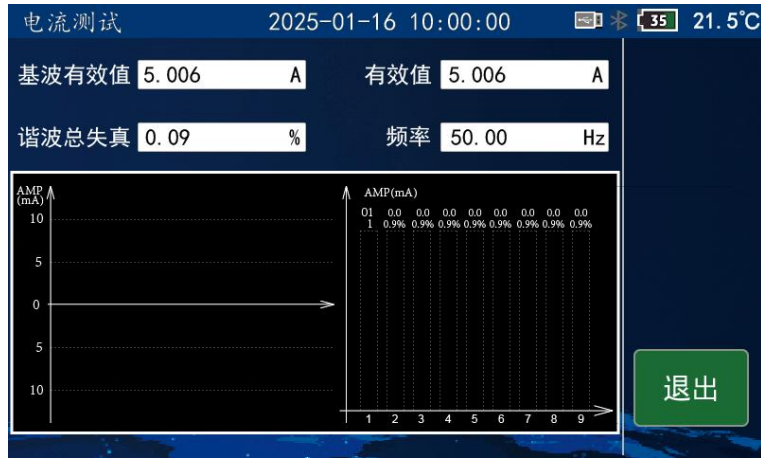 电流测试 2025-01-16 10:00:00 35 21.5℃
基波有效值 5.006 A 有效值 5.006 A
谐波总失真 0.09 % 频率 50.00 Hz
AMP
(mA)
10
5
0
5
10
AMP(mA)
01 0.0 0.0 0.0 0.0 0.0 0.0 0.0 0.0
1 0.9% 0.9% 0.9% 0.9% 0.9% 0.9% 0.9% 0.9%
1 2 3 4 5 6 7 8 9
退出